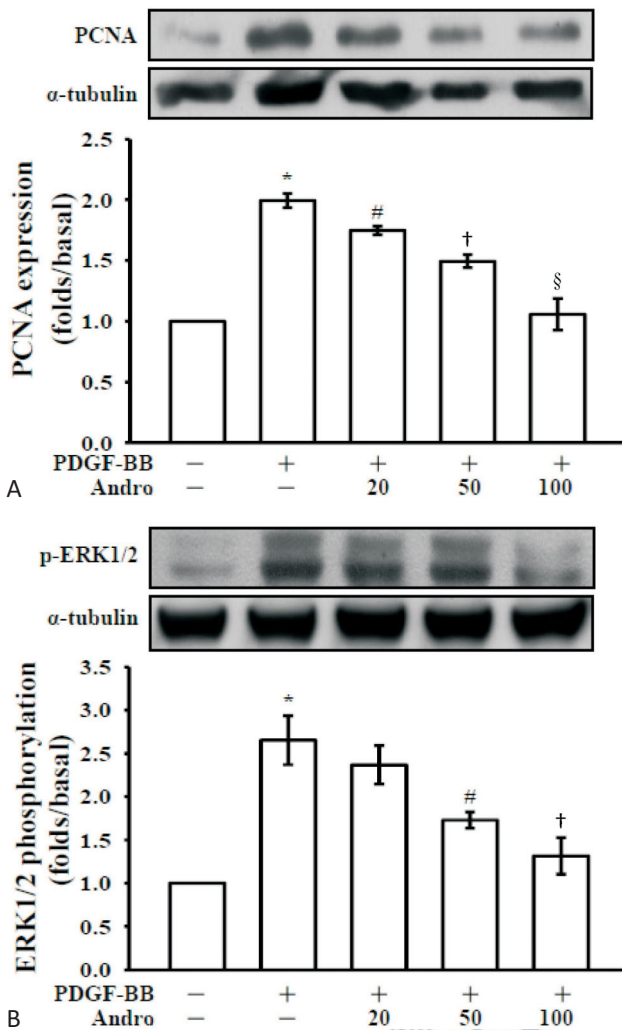 PCNA
α-tubulin
PCNA expression
(folds/basal)
2.5
2.0
1.5
1.0
0.5
0.0
*
#
†
§
PDGF-BB − + + + +
Andro − − 20 50 100
A
p-ERK1/2
α-tubulin
ERK1/2 phosphorylation
(folds/basal)
3.5
3.0
2.5
2.0
1.5
1.0
0.5
0.0
*
#
†
PDGF-BB − + + + +
Andro − − 20 50 100
B